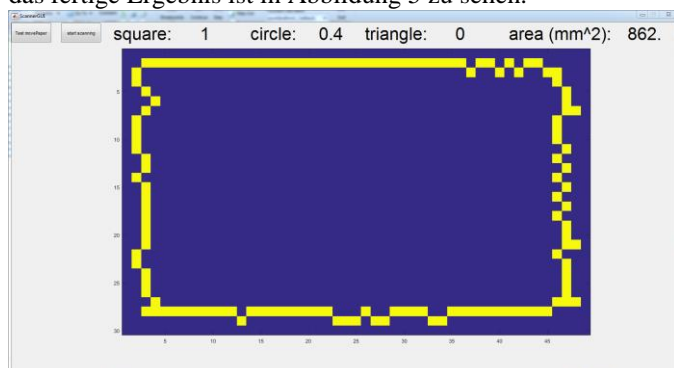 das fertige Ergebnis ist in Abbildung 5 zu sehen.
ScannerGUI
Test movePaper start scanning square: 1 circle: 0.4 triangle: 0 area (mm^2): 862.
5
10
15
20
25
30
5 10 15 20 25 30 35 40 45